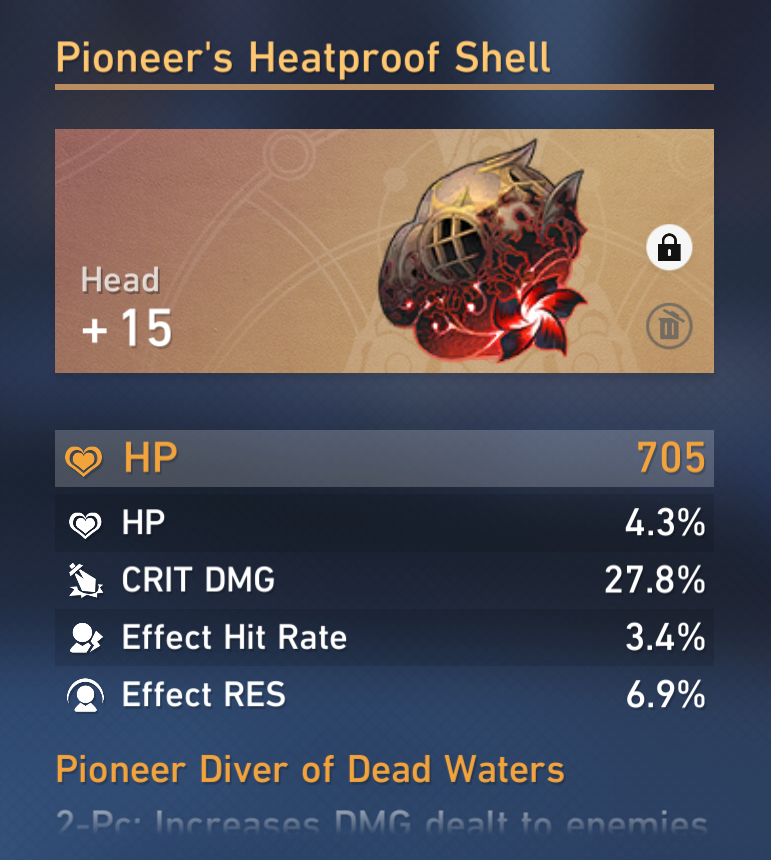 Pioneer's Heatproof Shell
Head
+ 15
HP 705
HP 4.3%
CRIT DMG 27.8%
Effect Hit Rate 3.4%
Effect RES 6.9%
Pioneer Diver of Dead Waters
2-Pc: Increases DMG dealt to enemies